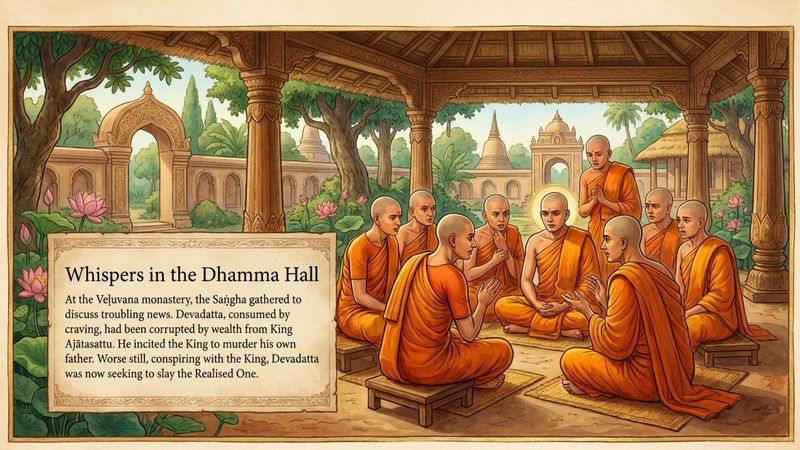 Whispers in the Dhamma Hall
At the Veḷuvana monastery, the Saṅgha gathered to
discuss troubling news. Devadatta, consumed by
craving, had been corrupted by wealth from King
Ajātasattu. He incited the King to murder his own
father. Worse still, conspiring with the King, Devadatta
was now seeking to slay the Realised One.